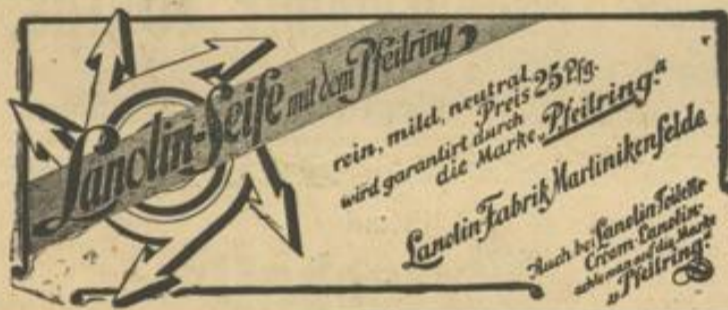 Lanolin-Seife mit dem Pfeilring
rein, mild, neutral.
Preis 25 Pfg.
wird garantirt durch
die Marke „Pfeilring“
Lanolin Fabrik Martinikenfelde
Auch bei Lanolin Toilette
Cream-Lanolin-
achte man auf die Marke
„Pfeilring“